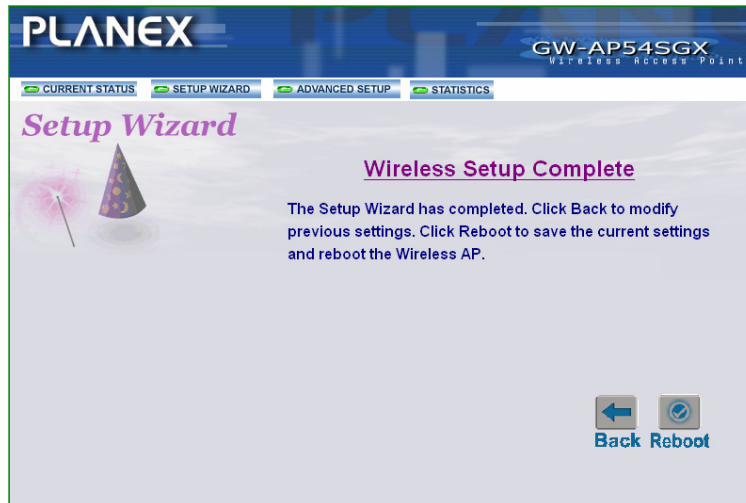 PLANEX
GW-AP54SGX
Wireless Access Point
CURRENT STATUS SETUP WIZARD ADVANCED SETUP STATISTICS
Setup Wizard
Wireless Setup Complete
The Setup Wizard has completed. Click Back to modify
previous settings. Click Reboot to save the current settings
and reboot the Wireless AP.
Back Reboot